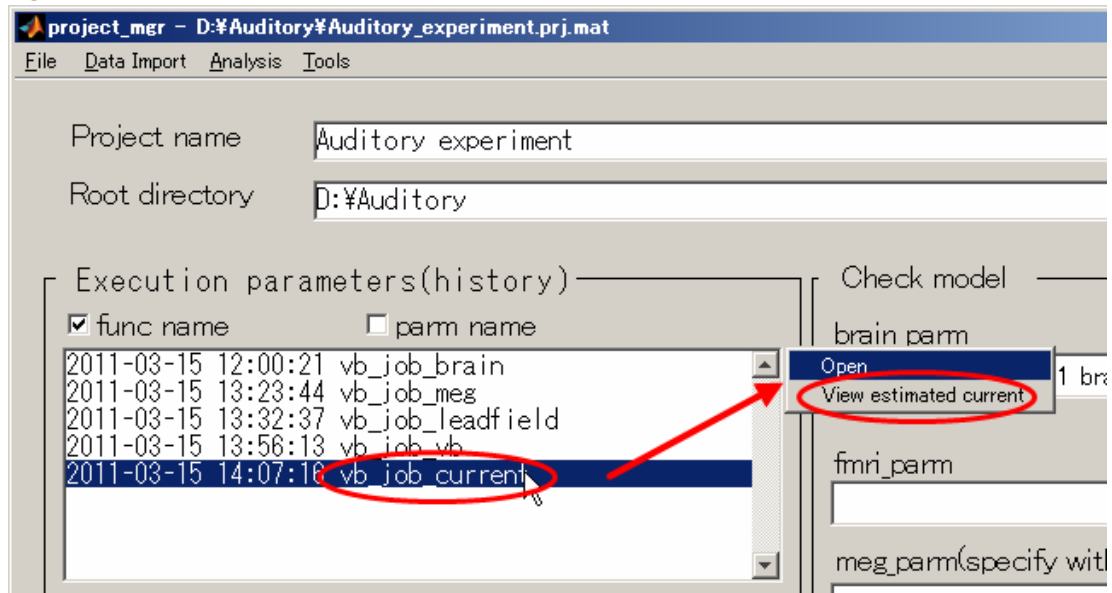 project_mgr - D:¥Auditory¥Auditory_experiment.prj.mat
File Data Import Analysis Tools
Project name Auditory experiment
Root directory D:¥Auditory
Execution parameters(history)
func name parm name
2011-03-15 12:00:21 vb_job_brain
2011-03-15 13:23:44 vb_job_meg
2011-03-15 13:32:37 vb_job_leadfield
2011-03-15 13:56:13 vb_job_vb
2011-03-15 14:07:16 vb_job_current
Check model
brain parm
Open
View estimated current
1 bra
fmri_parm
meg_parm(specify with